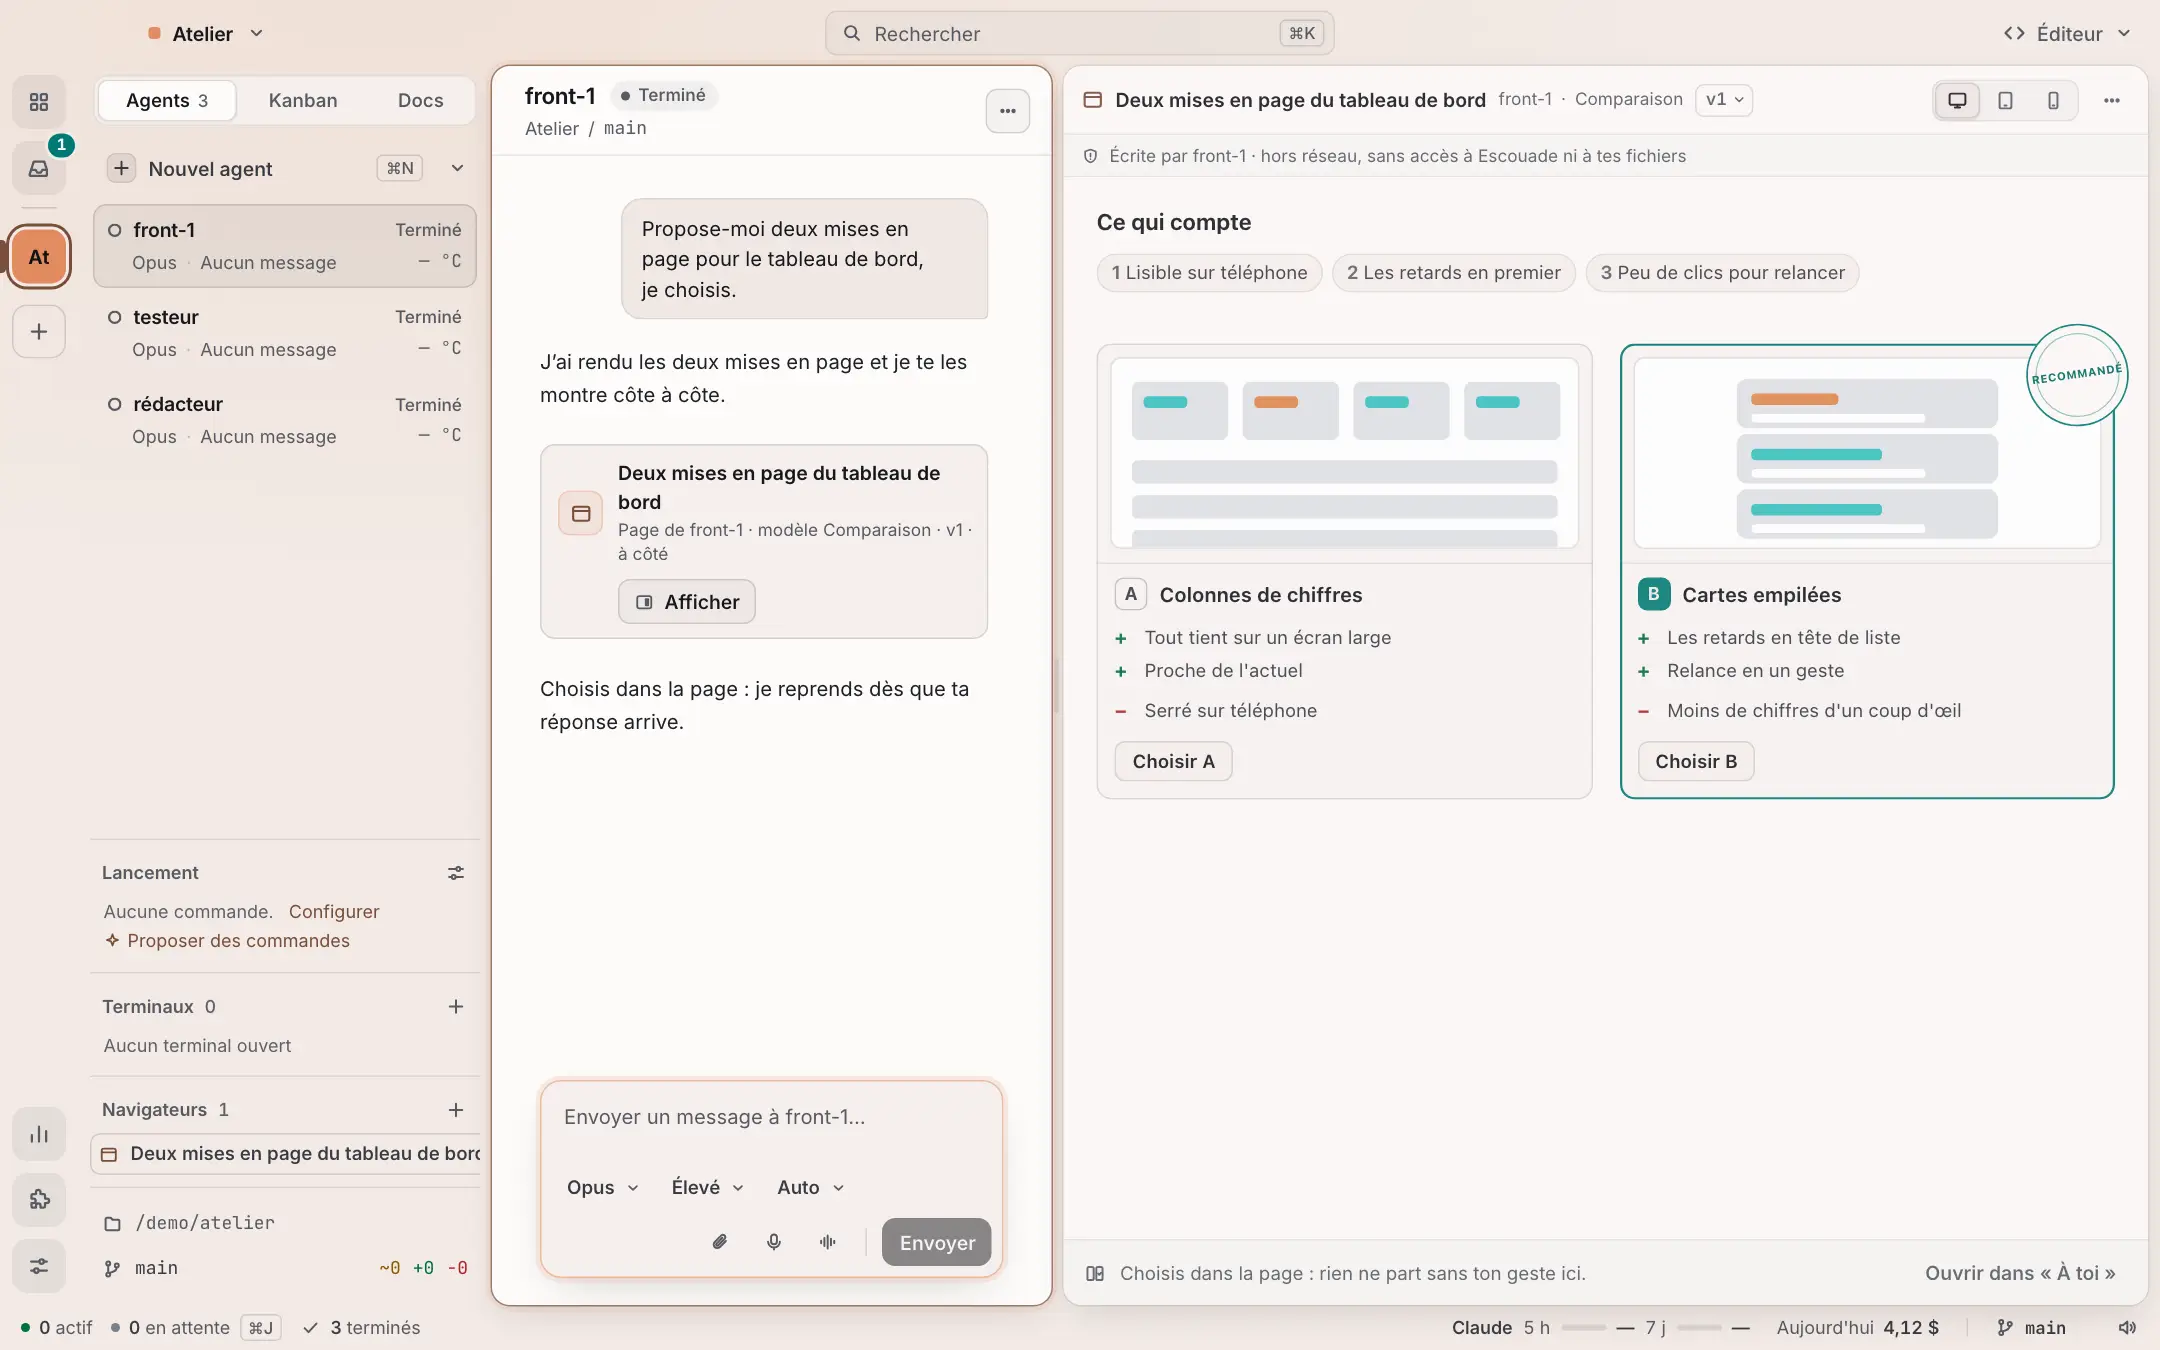 Atelier
Rechercher
⌘K
Éditeur
Agents 3
Kanban
Docs
1
Nouvel agent
⌘N
At
front-1
Terminé
Opus · Aucun message
– °C
testeur
Terminé
Opus · Aucun message
– °C
rédacteur
Terminé
Opus · Aucun message
– °C
Lancement
Aucune commande. Configurer
Proposer des commandes
Terminaux 0
Aucun terminal ouvert
Navigateurs 1
Deux mises en page du tableau de bord
/demo/atelier
main
~0 +0 -0
front-1
Terminé
Atelier / main
Propose-moi deux mises en
page pour le tableau de bord,
je choisis.
J’ai rendu les deux mises en page et je te les
montre côte à côte.
Deux mises en page du tableau de
bord
Page de front-1 · modèle Comparaison · v1 ·
à côté
Afficher
Choisis dans la page : je reprends dès que ta
réponse arrive.
Envoyer un message à front-1...
Opus
Élevé
Auto
Envoyer
Deux mises en page du tableau de bord
front-1 · Comparaison
v1
Écrite par front-1 · hors réseau, sans accès à Escouade ni à tes fichiers
Ce qui compte
1 Lisible sur téléphone
2 Les retards en premier
3 Peu de clics pour relancer
RECOMMANDÉ
A Colonnes de chiffres
+ Tout tient sur un écran large
+ Proche de l'actuel
– Serré sur téléphone
Choisir A
B Cartes empilées
+ Les retards en tête de liste
+ Relance en un geste
– Moins de chiffres d'un coup d'œil
Choisir B
Choisis dans la page : rien ne part sans ton geste ici.
Ouvrir dans « À toi »
0 actif
0 en attente
⌘J
3 terminés
Claude 5 h — 7 j —
Aujourd'hui 4,12 $
main